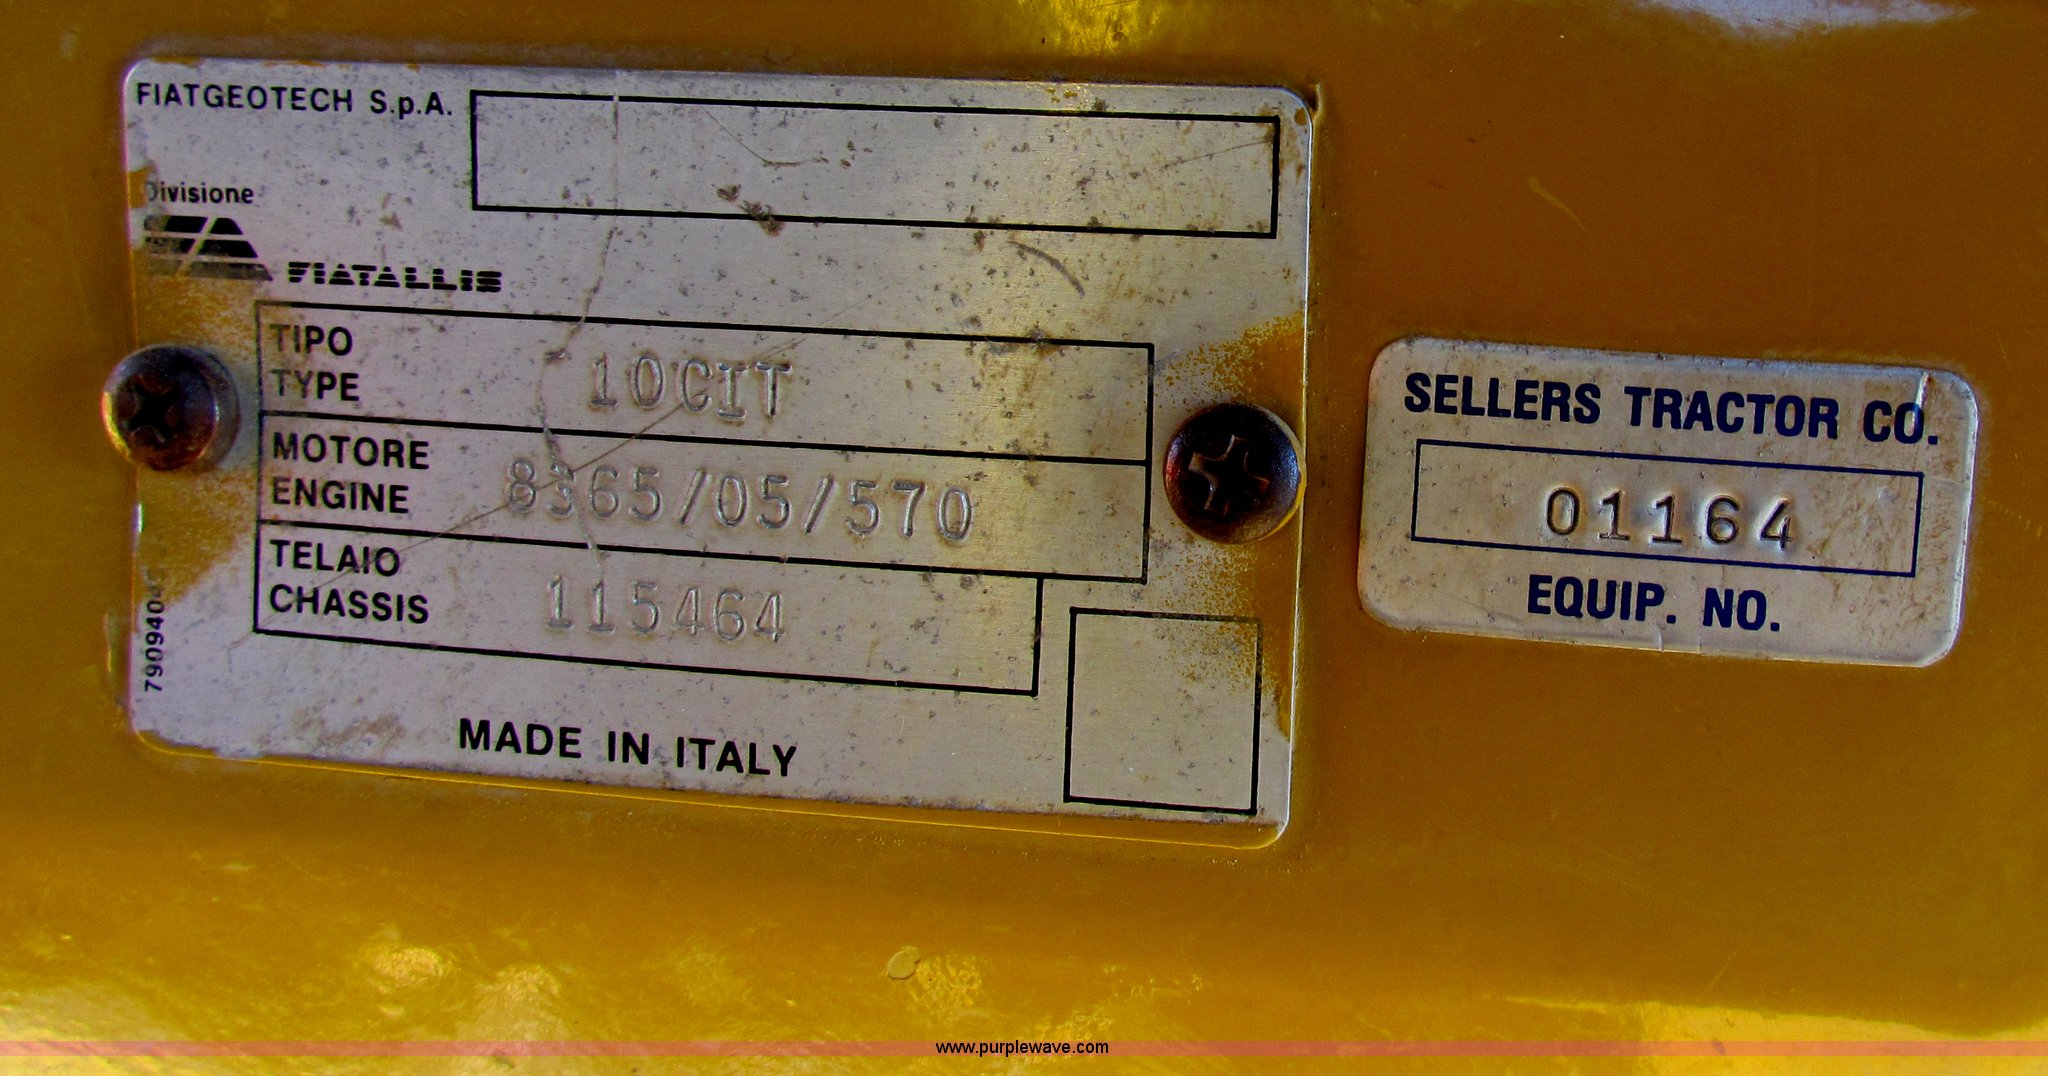 FIATGEOTECH S.p.A.
Divisione
FIATALLIS
TIPO
TYPE
10CIT
MOTORE
ENGINE
8365/05/570
TELAIO
CHASSIS
115464
MADE IN ITALY
SELLERS TRACTOR CO.
01164
EQUIP. NO.
www.purplewave.com